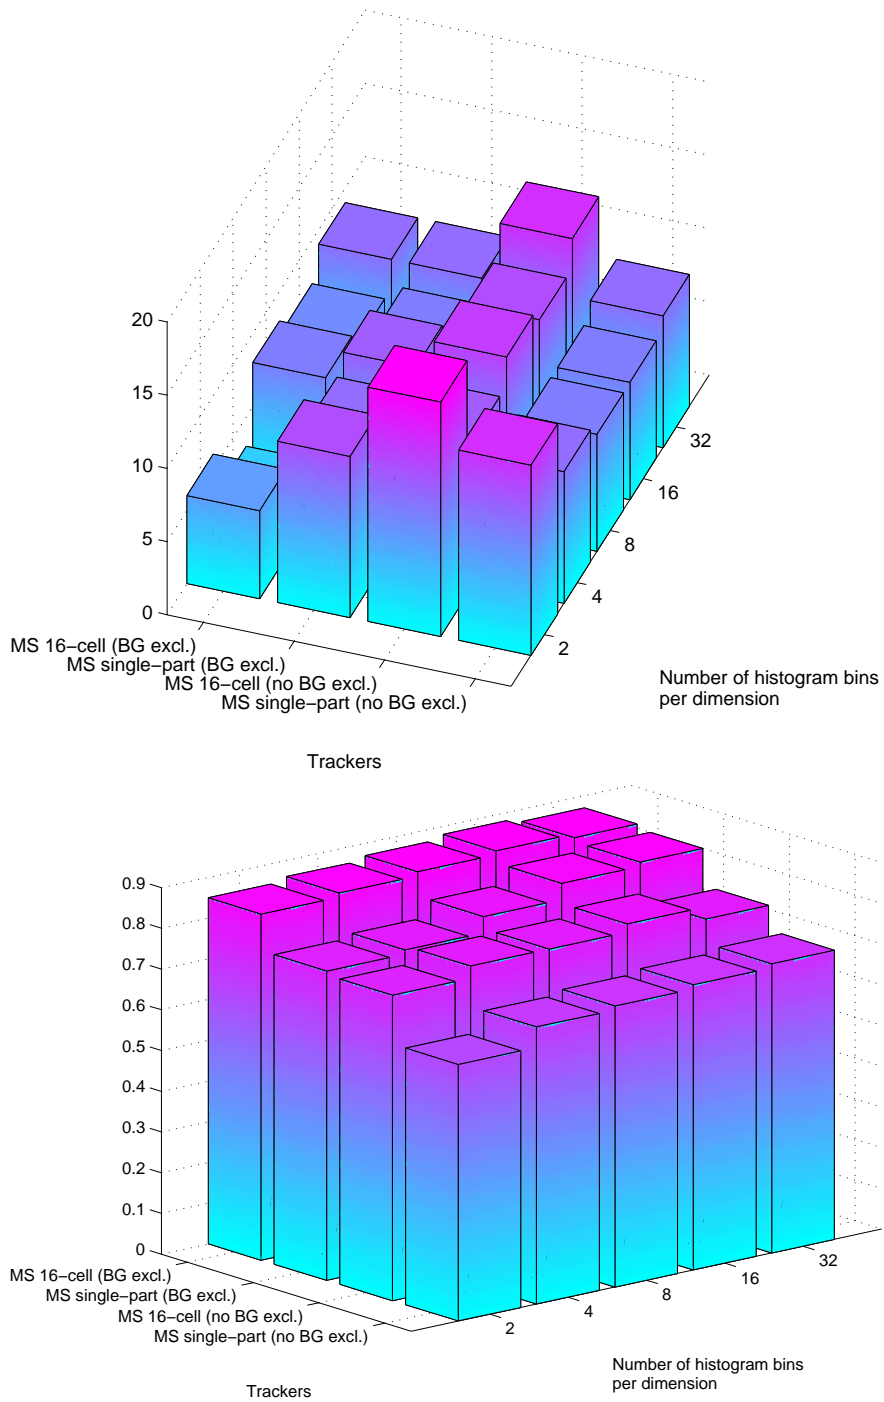 20
15
10
5
0
MS 16−cell (BG excl.)
MS single−part (BG excl.)
MS 16−cell (no BG excl.)
MS single−part (no BG excl.)
2
4
8
16
32
Number of histogram bins
per dimension
Trackers
0.9
0.8
0.7
0.6
0.5
0.4
0.3
0.2
0.1
0
MS 16−cell (BG excl.)
MS single−part (BG excl.)
MS 16−cell (no BG excl.)
MS single−part (no BG excl.)
2
4
8
16
32
Number of histogram bins
per dimension
Trackers